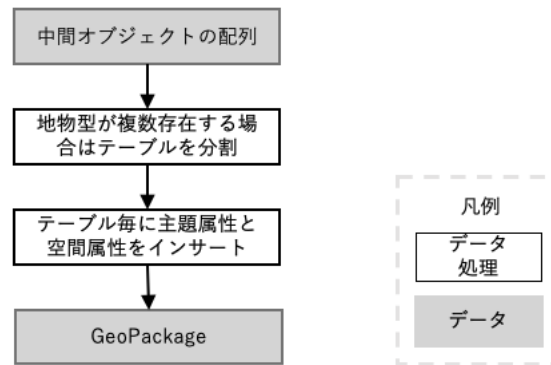 中間オブジェクトの配列
地物型が複数存在する場
合はテーブルを分割
テーブル毎に主題属性と
空間属性をインサート
GeoPackage
凡例
データ
処理
データ